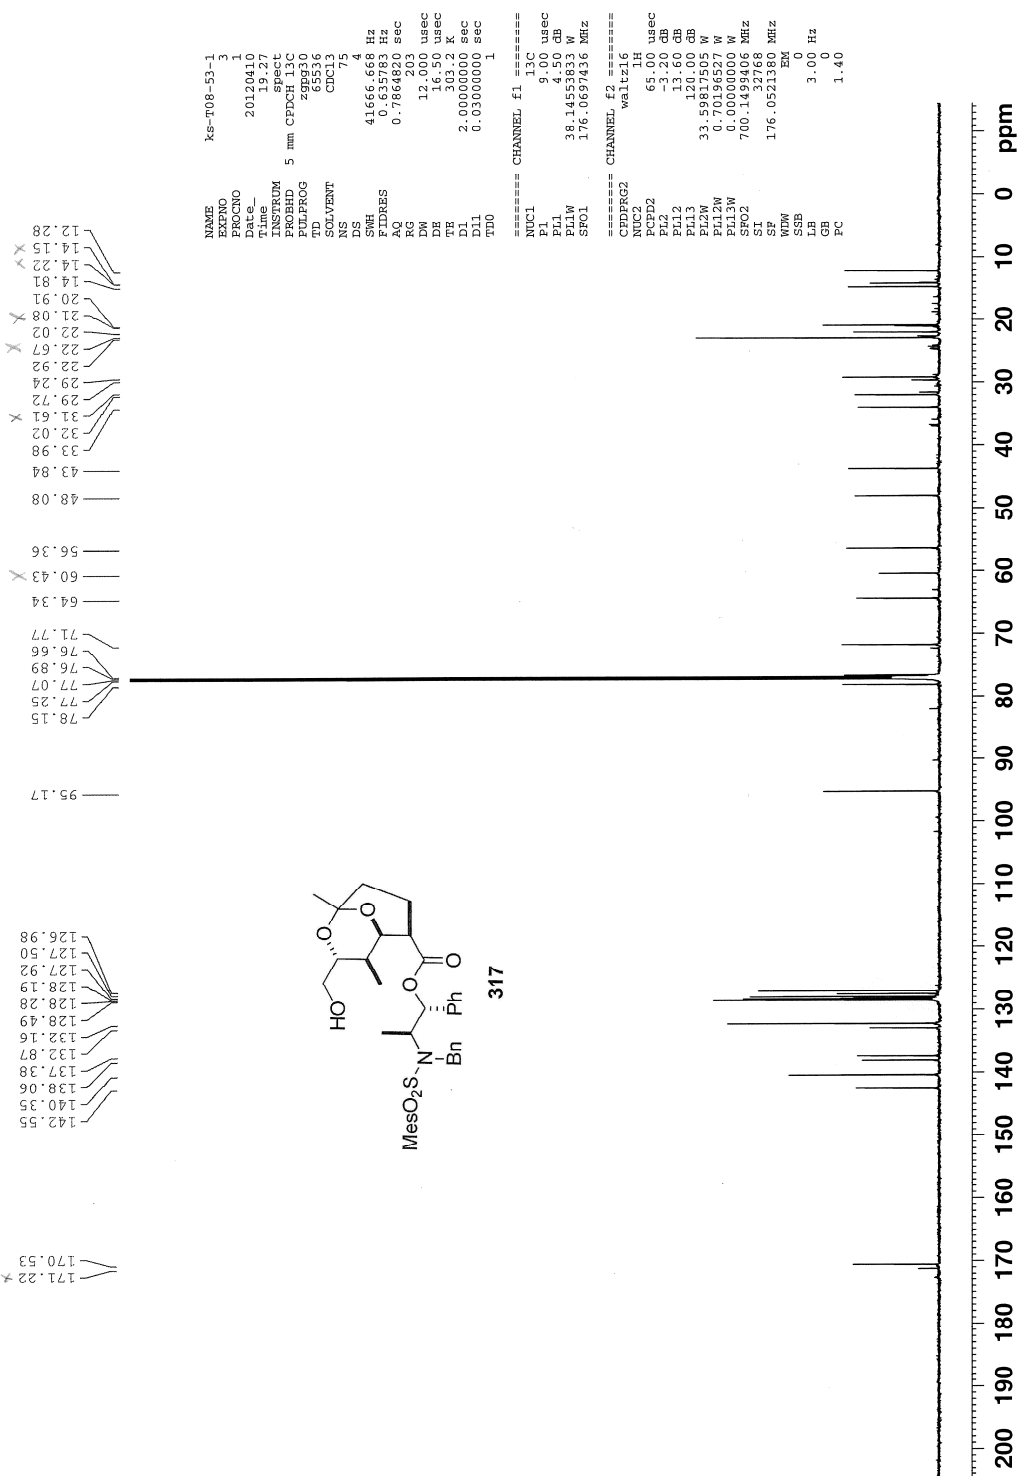 NAME ks-T08-53-1
EXPNO 3
PROCNO 1
Date_ 20120410
Time 19.27
INSTRUM spect
PROBHD 5 mm CPDCH 13C
PULPROG zgpg30
TD 65536
SOLVENT CDCl3
NS 75
DS 4
SWH 41666.668 Hz
FIDRES 0.635783 Hz
AQ 0.7864820 sec
RG 203
DW 12.000 usec
DE 16.50 usec
TE 303.2 K
D1 2.00000000 sec
D11 0.03000000 sec
TD0 1
======== CHANNEL f1 ========
NUC1 13C
P1 9.00 usec
PL1 4.50 dB
PL1W 38.14553833 W
SFO1 176.0697436 MHz
======== CHANNEL f2 ========
CPDPRG2 waltz16
NUC2 1H
PCPD2 65.00 usec
PL2 -3.20 dB
PL12 13.60 dB
PL13 120.00 dB
PL2W 33.59817505 W
PL12W 0.70196527 W
PL13W 0.00000000 W
SFO2 700.1499406 MHz
SI 32768
SF 176.0521380 MHz
WDW EM
SSB 0
LB 3.00 Hz
GB 0
PC 1.40
x 171.22
170.53
142.55
140.35
138.06
137.38
132.87
132.16
128.49
128.28
128.19
127.92
127.50
126.98
95.17
78.15
77.25
77.07
76.89
76.66
71.77
64.34
x 60.43
56.36
48.08
43.84
33.98
32.02
x 31.61
29.72
29.24
22.92
x 22.67
22.02
x 21.08
20.91
14.81
x 14.22
x 14.15
12.28
HO
O
O
O
O
Ph
MesO2S
N
Bn
317
200 190 180 170 160 150 140 130 120 110 100 90 80 70 60 50 40 30 20 10 0 ppm